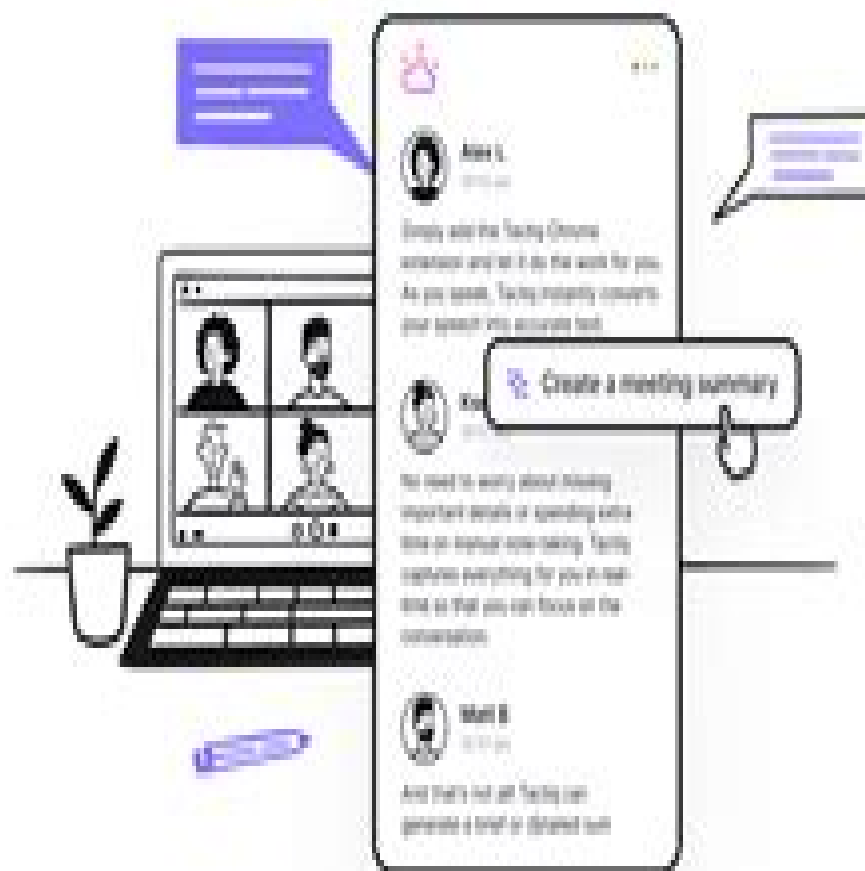 Alex L
Simply add the Tactiq Chrome
extension and let it do the work for you.
As you speak, Tactiq instantly converts
your speech into accurate text.
Create a meeting summary
No need to worry about missing
important details or spending extra
time on manual note-taking. Tactiq
captures everything for you in real-
time so that you can focus on the
conversation.
Matt B
And that's not all! Tactiq can
generate a brief or detailed sum